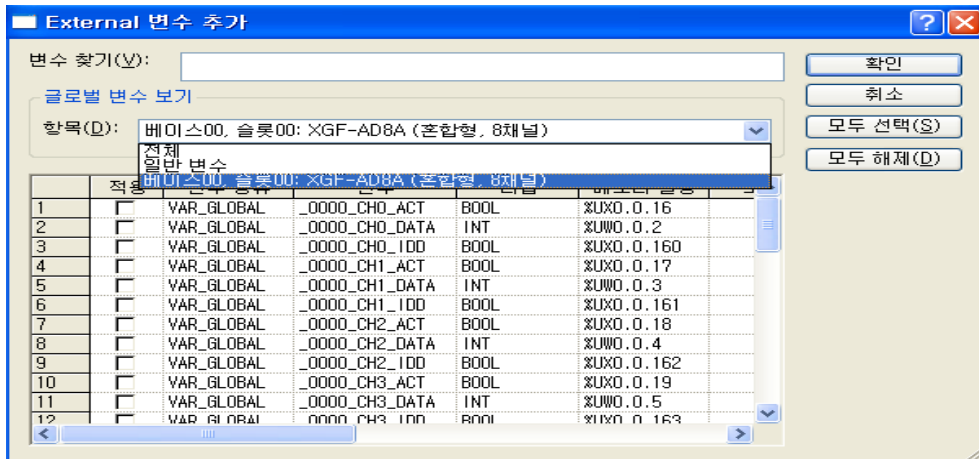 External 변수 추가
변수 찾기(V):
확인
글로벌 변수 보기
취소
항목(D): 베이스00, 슬롯00: XGF-AD8A (혼합형, 8채널)
모두 선택(S)
전체
일반 변수
모두 해제(D)
베이스00, 슬롯00: XGF-AD8A (혼합형, 8채널)
적용
1 VAR_GLOBAL _0000_CH0_ACT BOOL %UX0.0.16
2 VAR_GLOBAL _0000_CH0_DATA INT %UW0.0.2
3 VAR_GLOBAL _0000_CH0_IDD BOOL %UX0.0.160
4 VAR_GLOBAL _0000_CH1_ACT BOOL %UX0.0.17
5 VAR_GLOBAL _0000_CH1_DATA INT %UW0.0.3
6 VAR_GLOBAL _0000_CH1_IDD BOOL %UX0.0.161
7 VAR_GLOBAL _0000_CH2_ACT BOOL %UX0.0.18
8 VAR_GLOBAL _0000_CH2_DATA INT %UW0.0.4
9 VAR_GLOBAL _0000_CH2_IDD BOOL %UX0.0.162
10 VAR_GLOBAL _0000_CH3_ACT BOOL %UX0.0.19
11 VAR_GLOBAL _0000_CH3_DATA INT %UW0.0.5
12 VAR_GLOBAL _0000_CH3_IDD BOOL %UX0.0.163